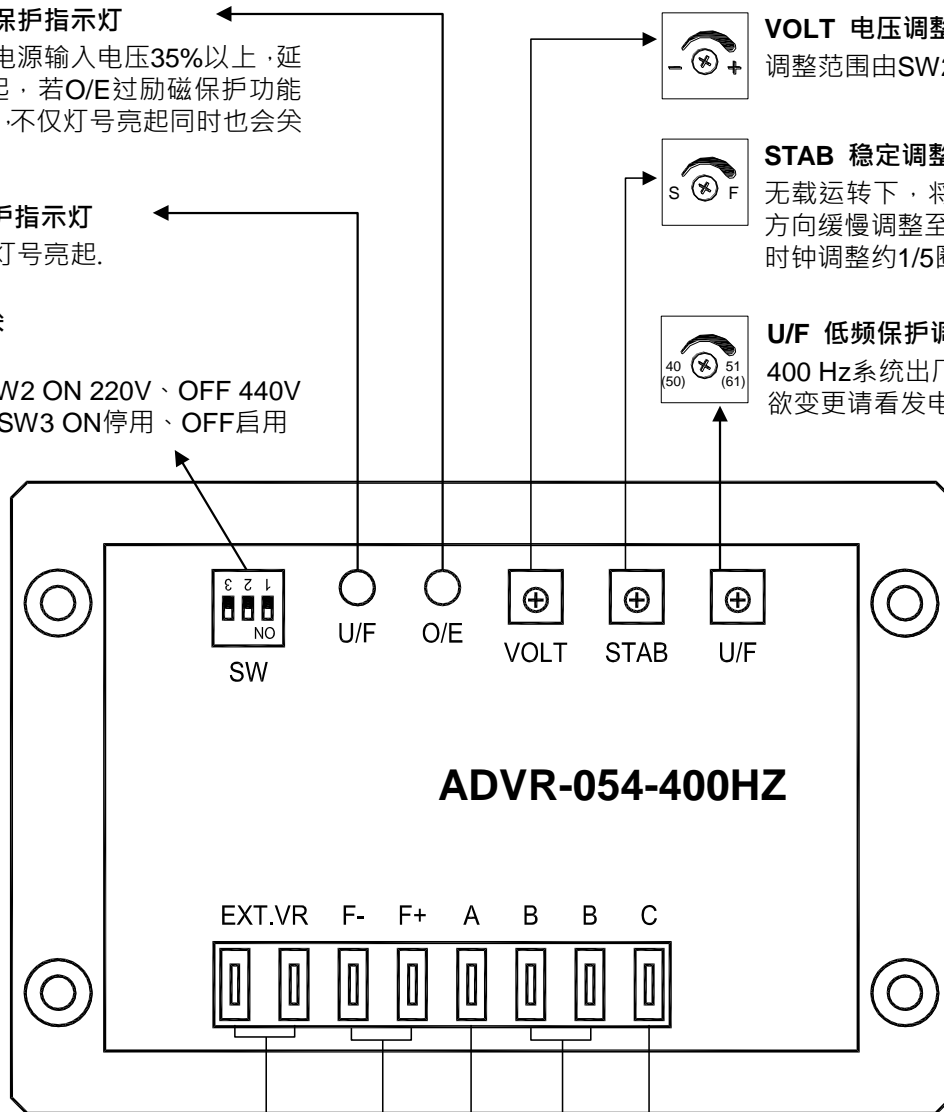 保护指示灯
电源输入电压35%以上，延
起，若O/E过励磁保护功能
，不仅灯号亮起同时也会关
护指示灯
灯号亮起.
SW2 ON 220V、OFF 440V
SW3 ON停用、OFF启用
VOLT 电压调整
调整范围由SW2
- +
STAB 稳定调整
无载运转下，将
方向缓慢调整至
时钟调整约1/5圈
S F
U/F 低频保护调
400 Hz系统出厂
欲变更请看发电
40 (50) 51 (61)
3 2 1
ON
SW
U/F
O/E
VOLT
STAB
U/F
ADVR-054-400HZ
EXT.VR F- F+ A B B C